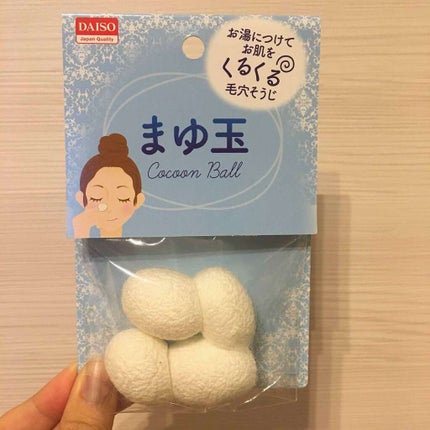 DAISO
Japan Quality
お湯につけて
お肌を
くるくる
毛穴そうじ
まゆ玉
Cocoon Ball